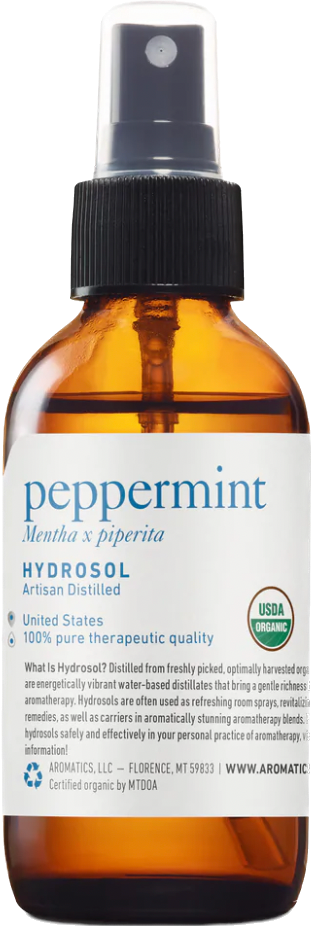 peppermint
Mentha x piperita
HYDROSOL
Artisan Distilled
United States
100% pure therapeutic quality
USDA
ORGANIC
What Is Hydrosol? Distilled from freshly picked, optimally harvested
are energetically vibrant water-based distillates that bring a gentle richness
aromatherapy. Hydrosols are often used as refreshing room sprays,
remedies, as well as carriers in aromatically stunning aromatherapy blends.
hydrosols safely and effectively in your personal practice of aromatherapy,
information!
AROMATICS, LLC — FLORENCE, MT 59833 | WWW.AROMATIC
Certified organic by MTDOA